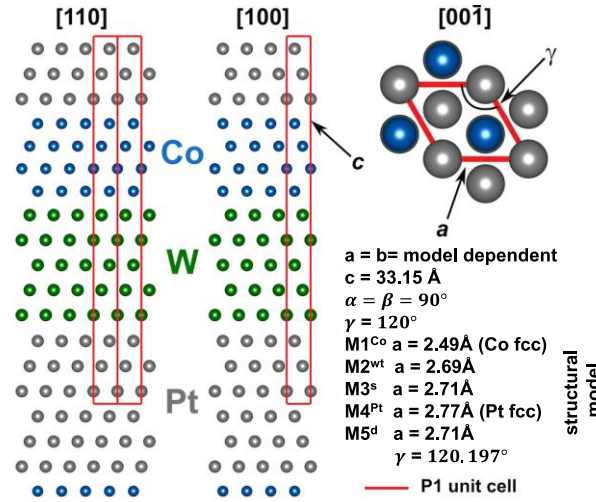 [110]
[100]
[001̄]
γ
Co
c
a
W
Pt
a = b= model dependent
c = 33.15 Å
α = β = 90°
γ = 120°
M1ᶜᵒ a = 2.49Å (Co fcc)
M2ʷᵗ a = 2.69Å
M3ˢ a = 2.71Å
M4ᴾᵗ a = 2.77Å (Pt fcc)
M5ᵈ a = 2.71Å
γ = 120.197°
structural model
P1 unit cell